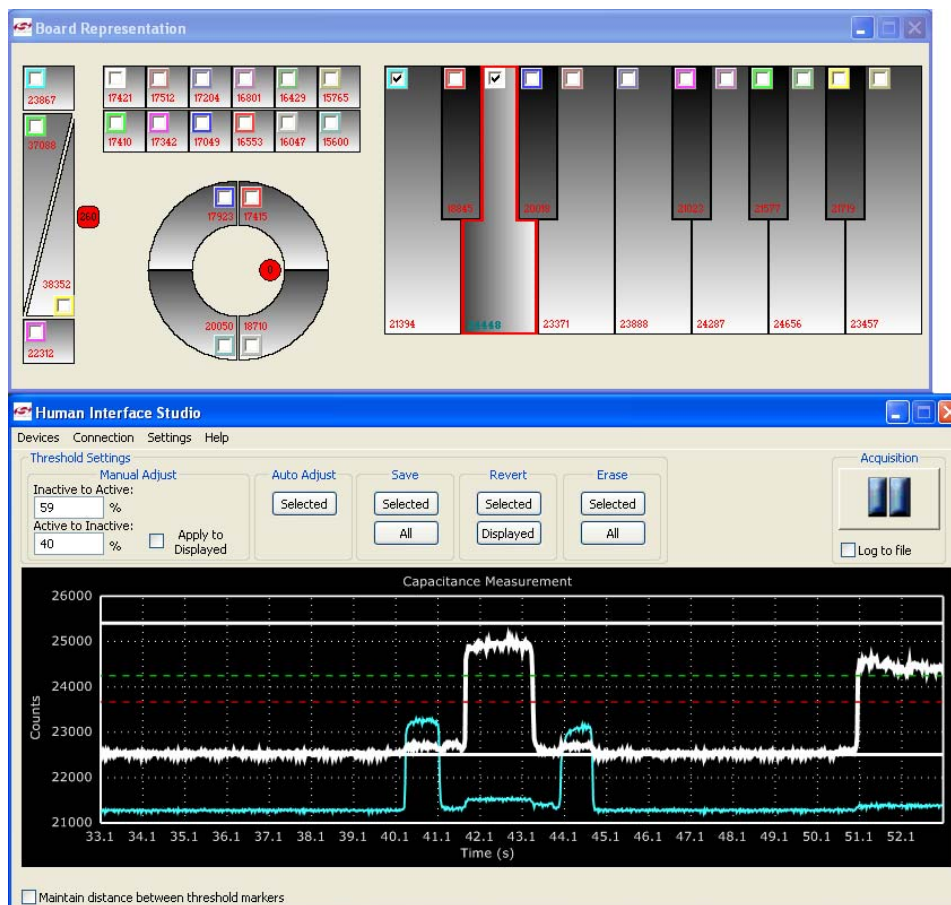 Board Representation
23867
17421 17512 17204 16801 16429 15765
37088
17410 17342 17049 16553 16047 15600
17923 17415
18845 20018 21023 21577 21719
260
0
38352
20050 18710
21394 23371 23888 24287 24656 23457
22312
Human Interface Studio
Devices Connection Settings Help
Threshold Settings
Manual Adjust Auto Adjust Save Revert Erase Acquisition
Inactive to Active:
59 % Selected Selected Selected Selected
Active to Inactive:
40 % Apply to Displayed All Displayed All
Log to file
Capacitance Measurement
26000
25000
24000
23000
22000
21000
Counts
33.1 34.1 35.1 36.1 37.1 38.1 39.1 40.1 41.1 42.1 43.1 44.1 45.1 46.1 47.1 48.1 49.1 50.1 51.1 52.1
Time (s)
Maintain distance between threshold markers